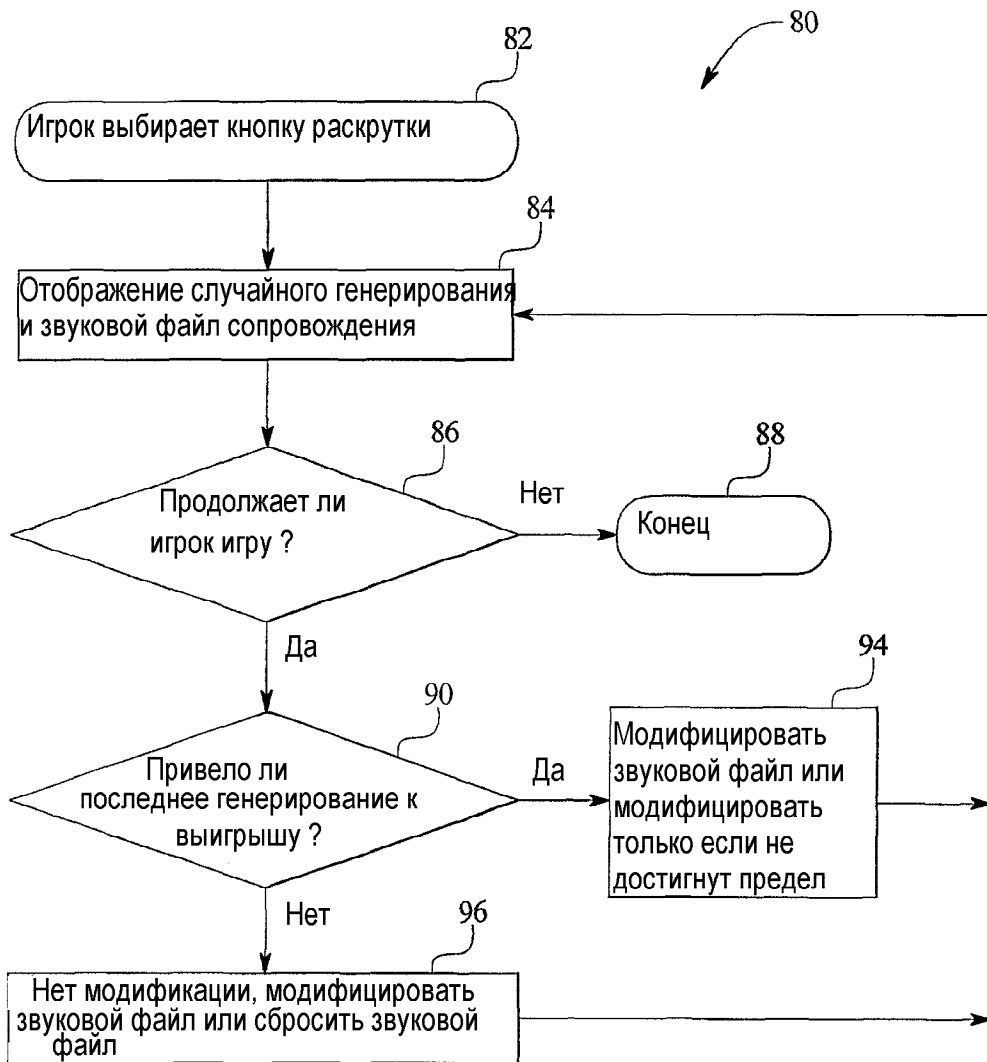 80
82
Игрок выбирает кнопку раскрутки
84
Отображение случайного генерирования
и звуковой файл сопровождения
86
Продолжает ли
игрок игру ?
Нет
88
Конец
Да
90
Привело ли
последнее генерирование к
выигрышу ?
Да
94
Модифицировать
звуковой файл или
модифицировать
только если не
достигнут предел
Нет
96
Нет модификации, модифицировать
звуковой файл или сбросить звуковой
файл